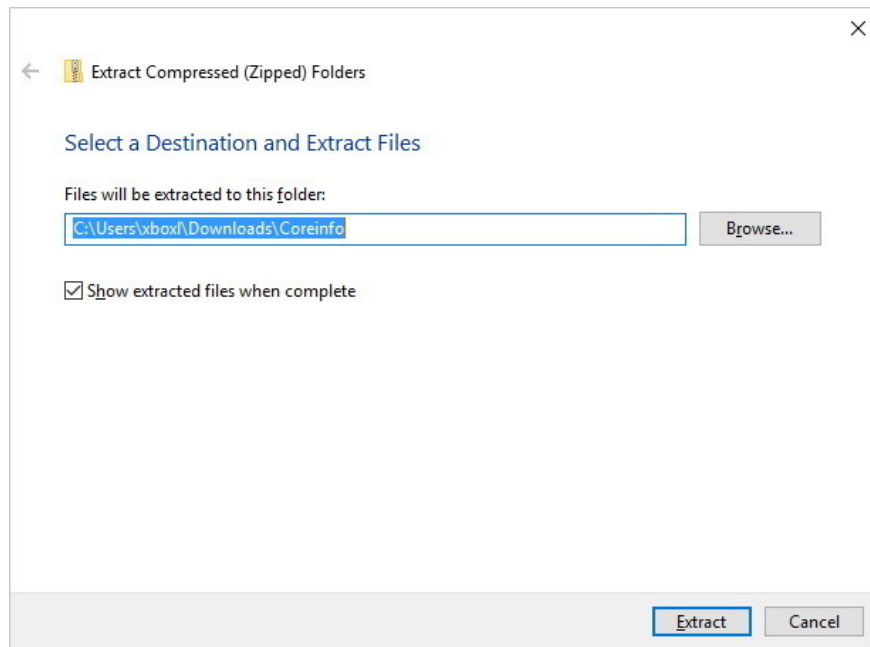 Extract Compressed (Zipped) Folders
Select a Destination and Extract Files
Files will be extracted to this folder:
C:\Users\xboxl\Downloads\Coreinfo
Browse...
Show extracted files when complete
Extract
Cancel